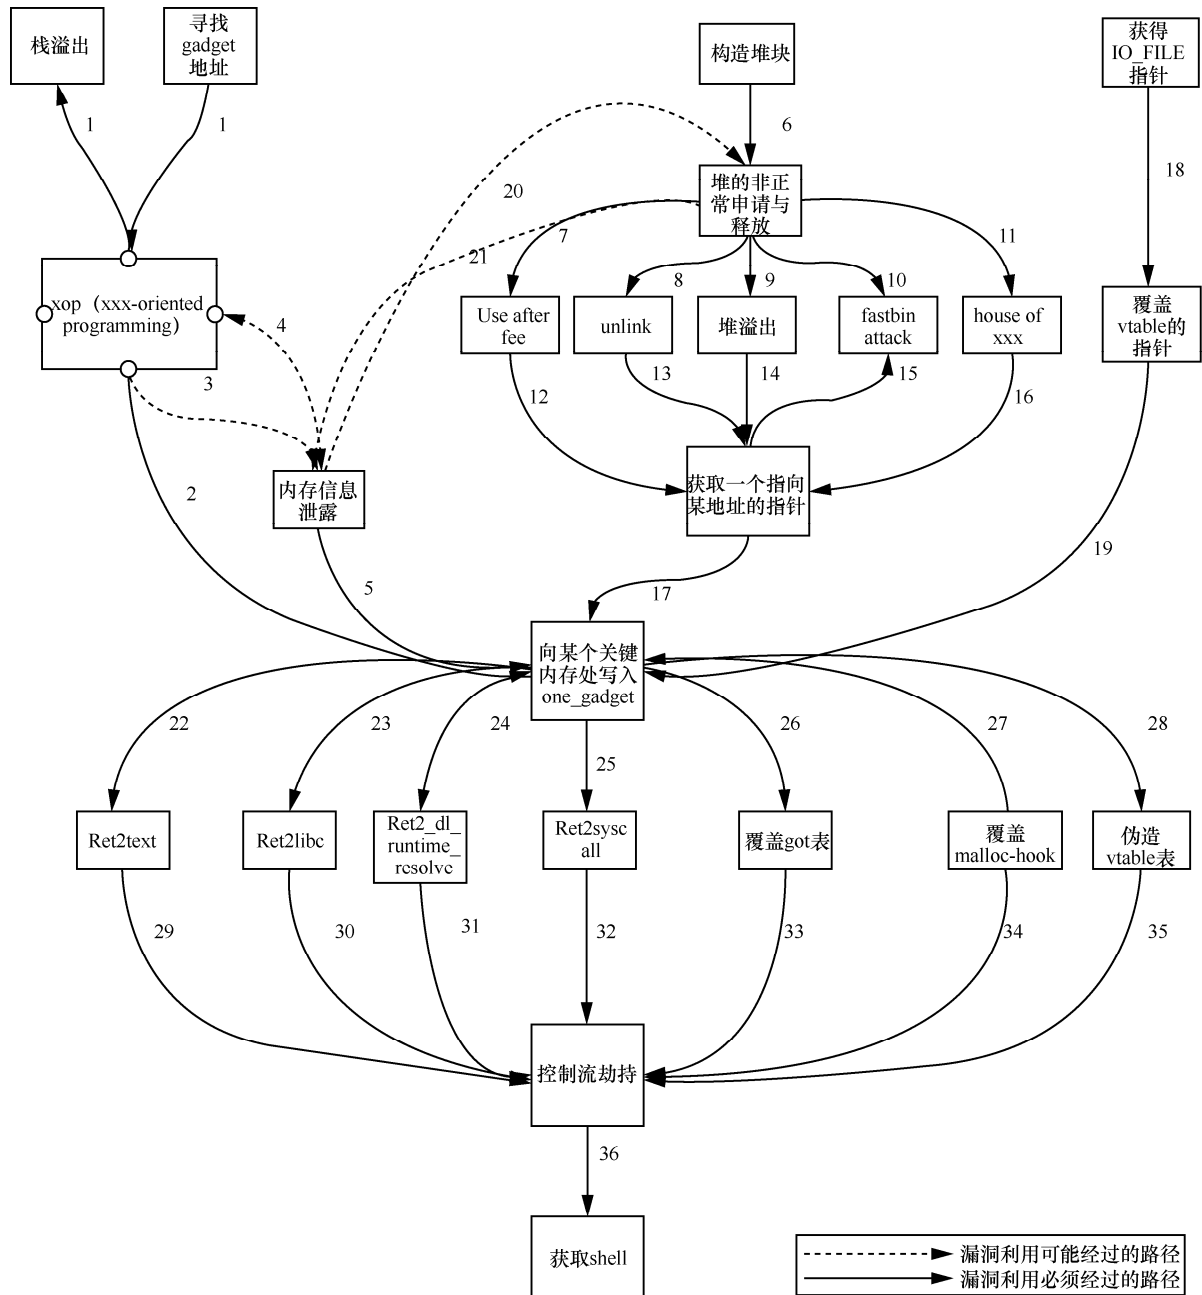 栈溢出
寻找
gadget
地址
构造堆块
获得
IO_FILE
指针
1
1
6
18
20
堆的非正
常申请与
释放
7
11
21
8
9
10
xop（xxx-oriented
programming）
4
3
Use after
fee
unlink
堆溢出
fastbin
attack
house of
xxx
覆盖
vtable的
指针
12
13
14
15
16
2
内存信息
泄露
获取一个指向
某地址的指针
19
5
17
向某个关键
内存处写入
one_gadget
22
23
24
25
26
27
28
Ret2text
Ret2libc
Ret2_dl_
runtime_
resolve
Ret2sysc
all
覆盖got表
覆盖
malloc-hook
伪造
vtable表
29
30
31
32
33
34
35
控制流劫持
36
获取shell
漏洞利用可能经过的路径
漏洞利用必须经过的路径